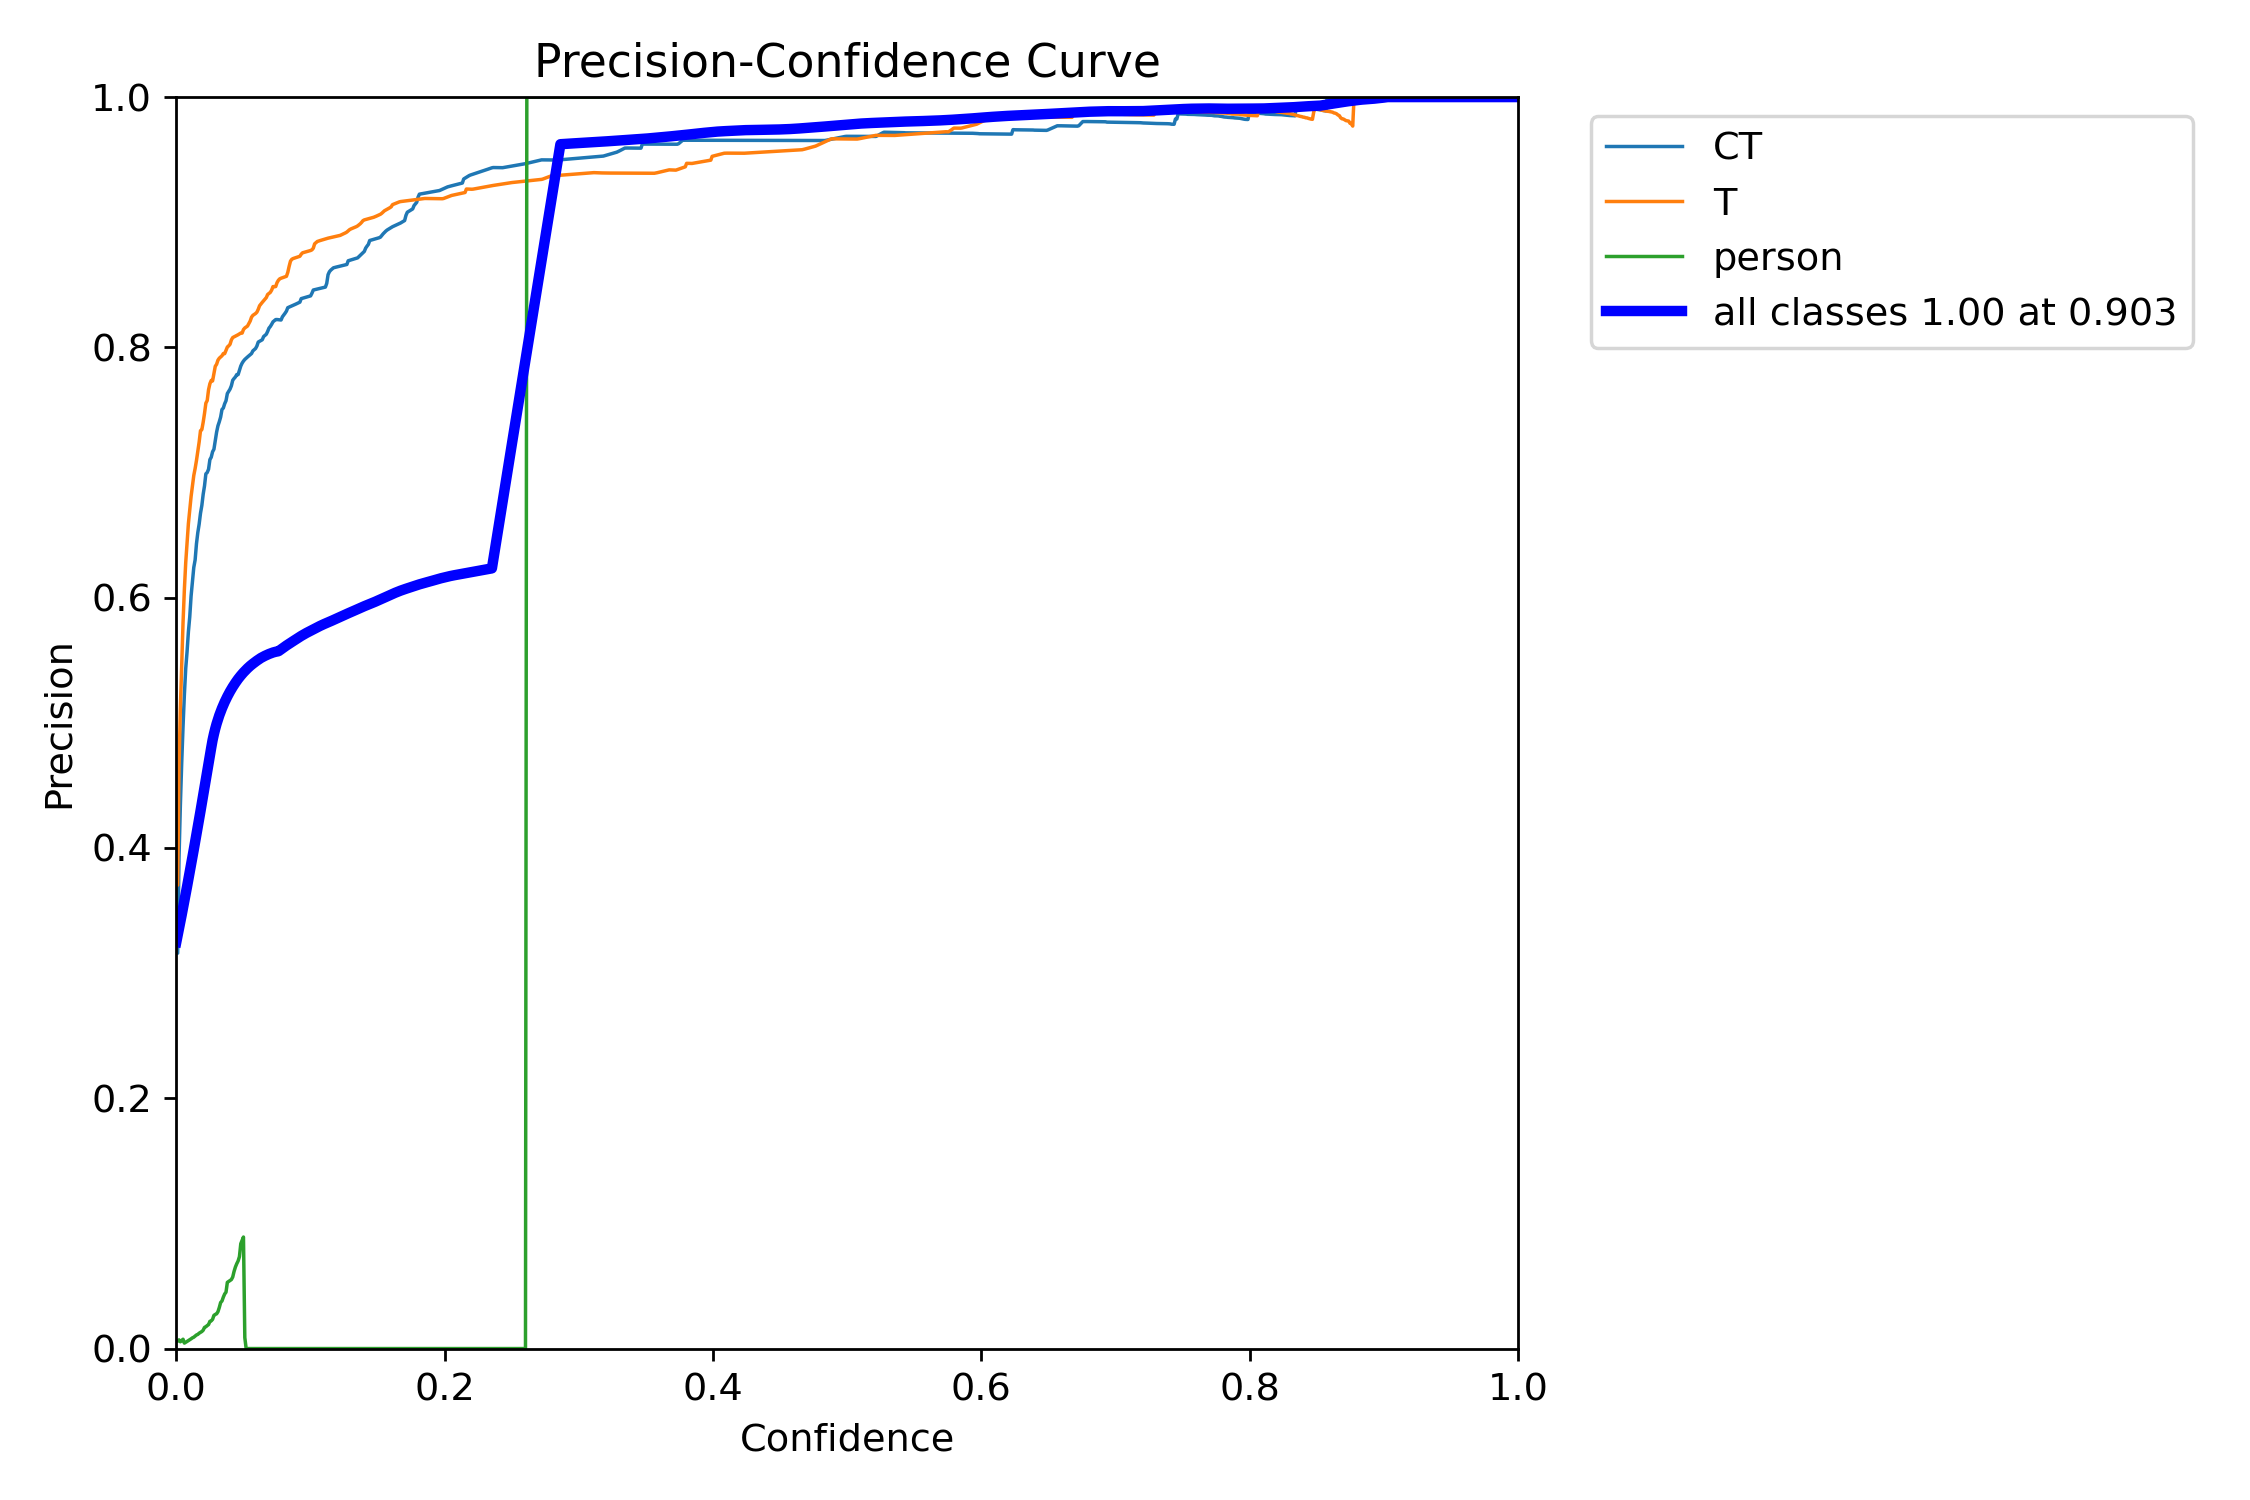 Precision-Confidence Curve
1.0
0.8
0.6
0.4
0.2
0.0
Precision
0.0 0.2 0.4 0.6 0.8 1.0
Confidence
CT
T
person
all classes 1.00 at 0.903